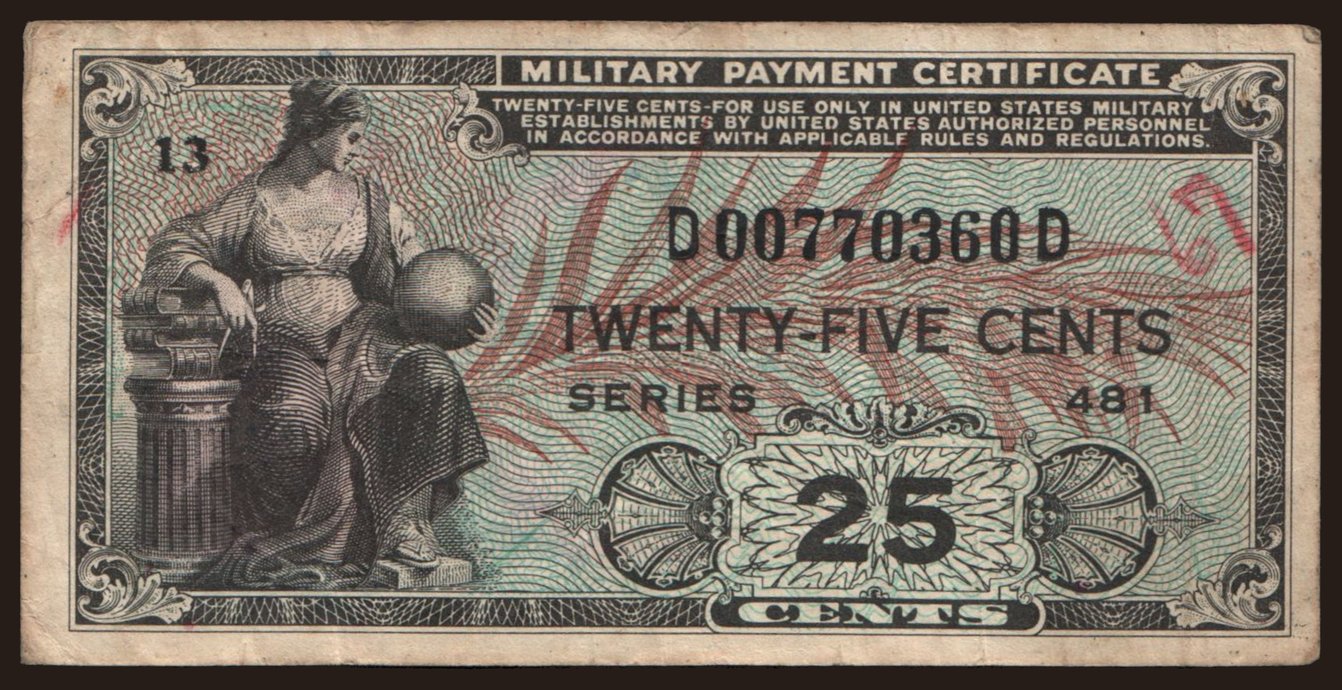 MILITARY PAYMENT CERTIFICATE
TWENTY-FIVE CENTS-FOR USE ONLY IN UNITED STATES MILITARY
ESTABLISHMENTS BY UNITED STATES AUTHORIZED PERSONNEL
IN ACCORDANCE WITH APPLICABLE RULES AND REGULATIONS.
13
D00770360D
TWENTY-FIVE CENTS
SERIES 481
25
CENTS